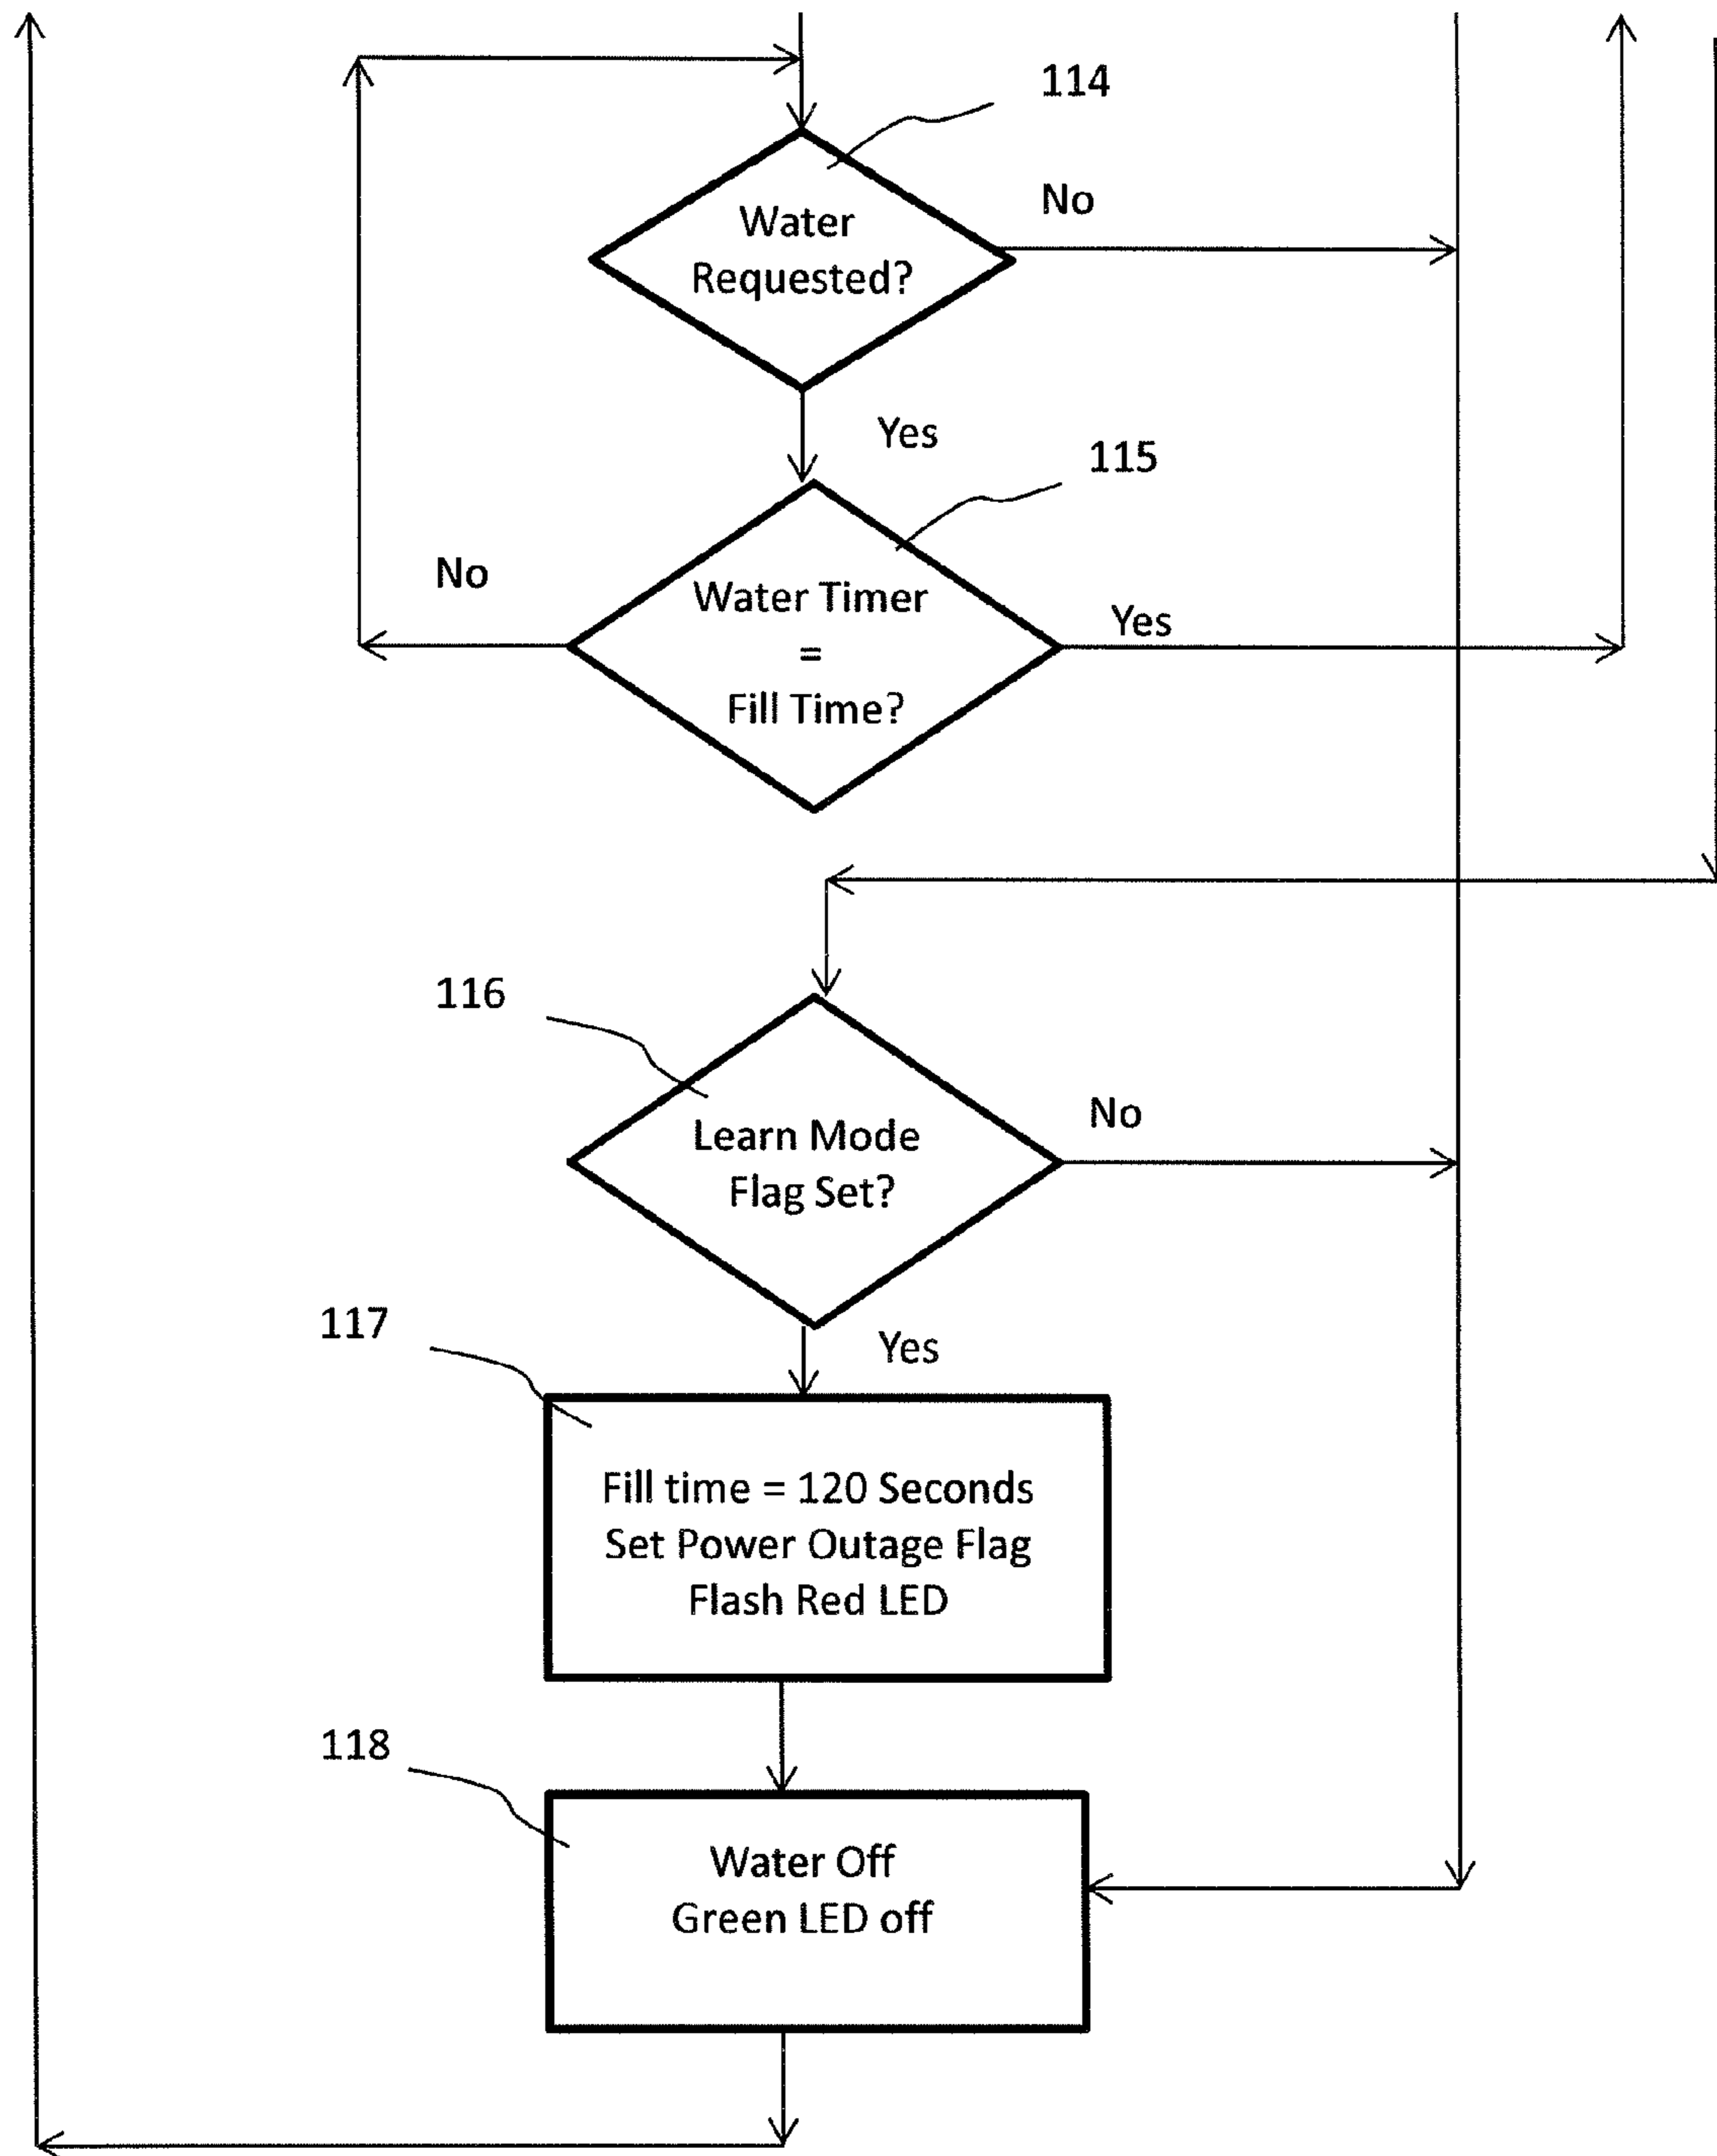 114
No
Water
Requested?
Yes
115
No
Water Timer
=
Fill Time?
Yes
116
No
Learn Mode
Flag Set?
117
Yes
Fill time = 120 Seconds
Set Power Outage Flag
Flash Red LED
118
Water Off
Green LED off